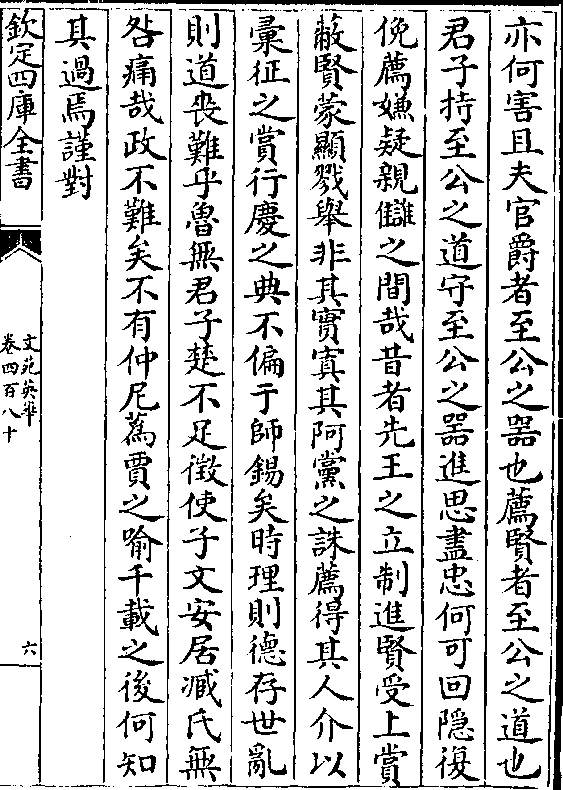 亦何害且夫官爵者至公之器也薦賢者至公之道也
君子持至公之道守至公之器進思盡忠何可回隠復
俛薦嫌疑親讎之間哉昔者先王之立制進賢受上賞
蔽賢蒙顯戮舉非其實寘其阿黨之誅薦得其人介以
彚征之賞行慶之典不偏于師錫矣時理則德存世亂
則道喪難乎魯無君子楚不足徵使子文安居臧氏無
咎痛哉政不難矣不有仲尼蒍賈之喻千載之後何知
其過焉謹對
欽定四庫全書
文苑英華
卷四百八十
六